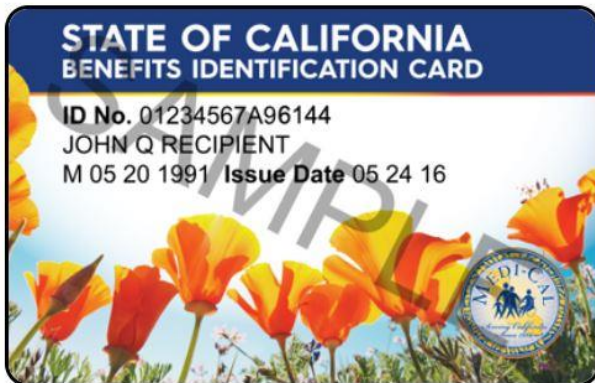 STATE OF CALIFORNIA
BENEFITS IDENTIFICATION CARD
ID No. 01234567A96144
JOHN Q RECIPIENT
M 05 20 1991 Issue Date 05 24 16
SAMPLE
MEDI-CAL